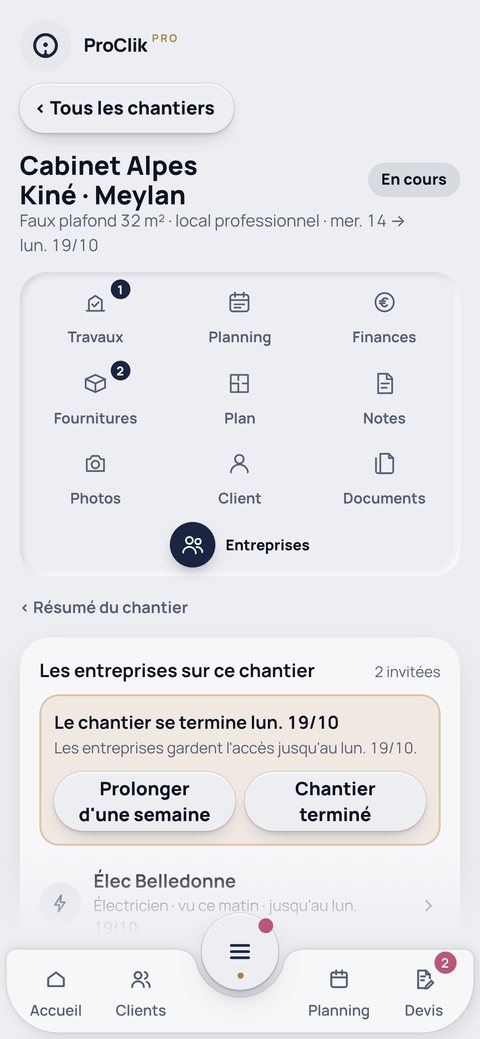 ProClik PRO
‹ Tous les chantiers
Cabinet Alpes
Kiné · Meylan
En cours
Faux plafond 32 m² · local professionnel · mer. 14 →
lun. 19/10
1
Travaux
Planning
Finances
2
Fournitures
Plan
Notes
Photos
Client
Documents
Entreprises
‹ Résumé du chantier
Les entreprises sur ce chantier
2 invitées
Le chantier se termine lun. 19/10
Les entreprises gardent l'accès jusqu'au lun. 19/10.
Prolonger
d'une semaine
Chantier
terminé
Élec Belledonne
Électricien · vu ce matin · jusqu'au lun.
19/10
Accueil
Clients
Planning
2
Devis